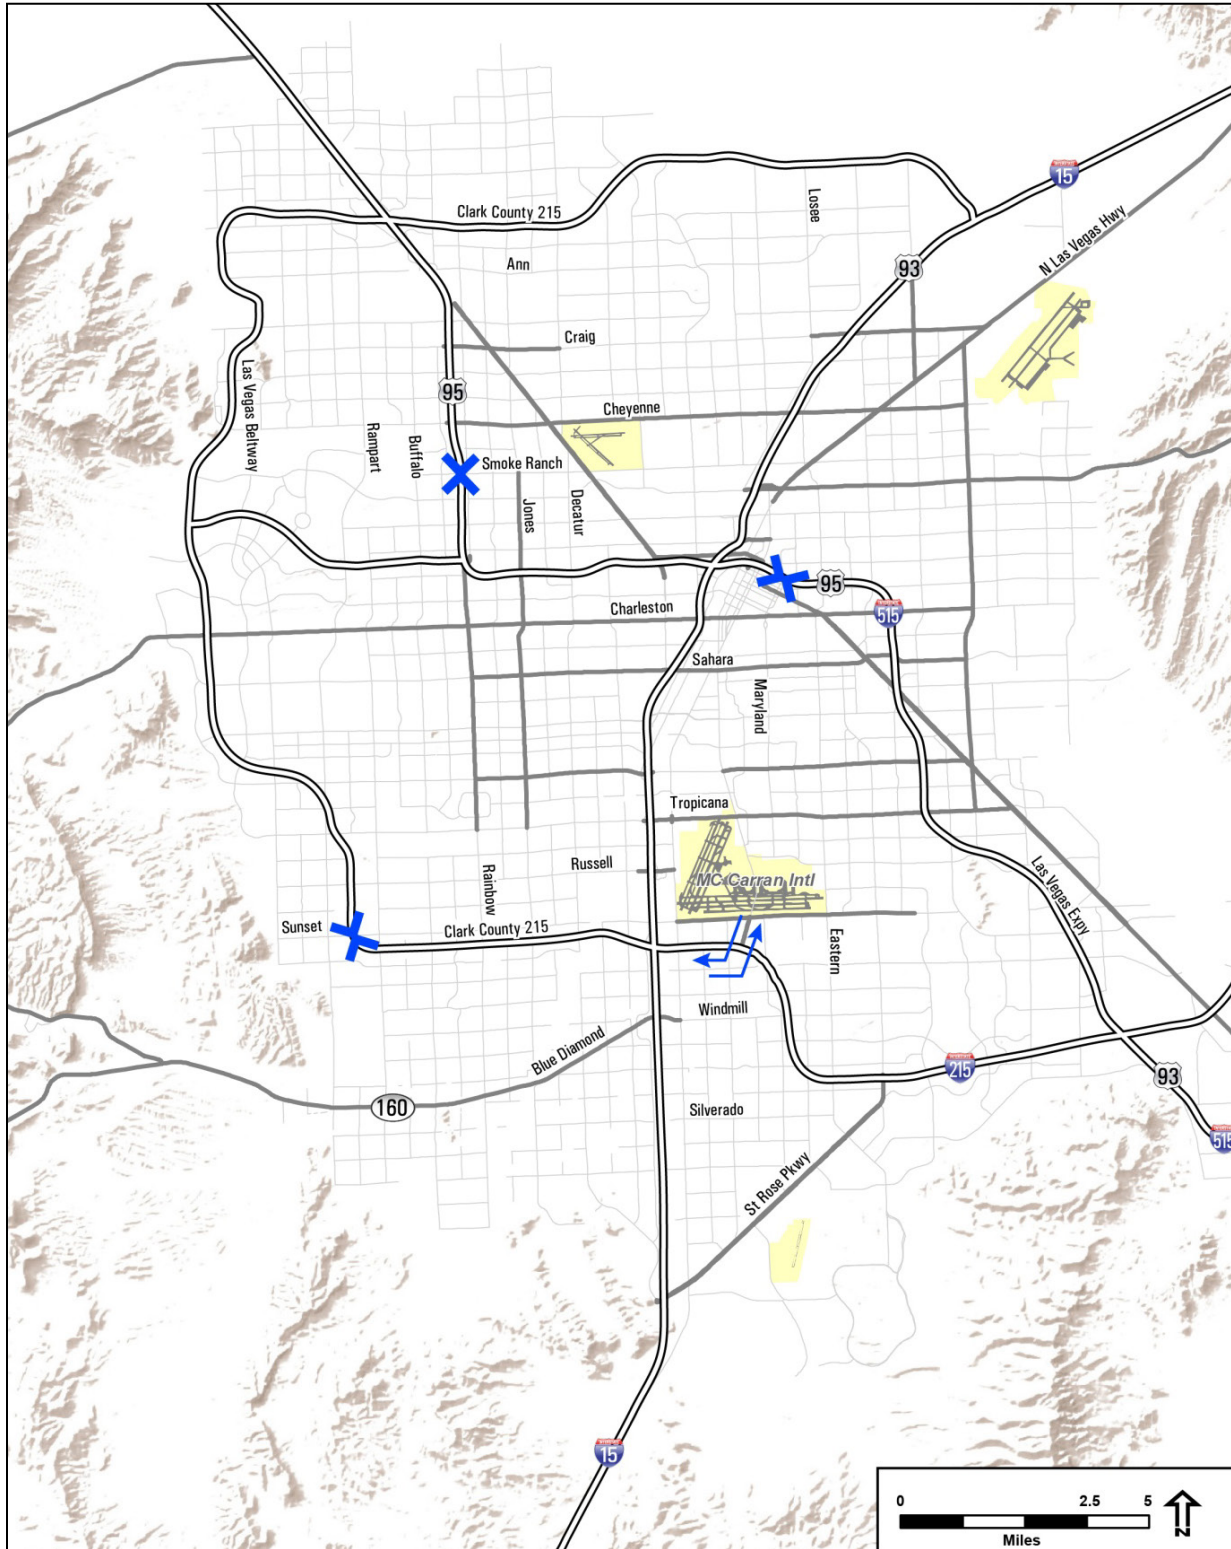 15
Losee
Clark County 215
N Las Vegas Hwy
Ann
93
Craig
Las Vegas Beltway
95
Cheyenne
Rampart
Buffalo
Smoke Ranch
Jones
Decatur
95
Charleston
515
Sahara
Maryland
Tropicana
Russell
Rainbow
MC Carran Intl
Las Vegas Expy
Sunset
Clark County 215
Eastern
Windmill
Blue Diamond
215
93
160
Silverado
515
St Rose Pkwy
15
0 2.5 5
Miles
N